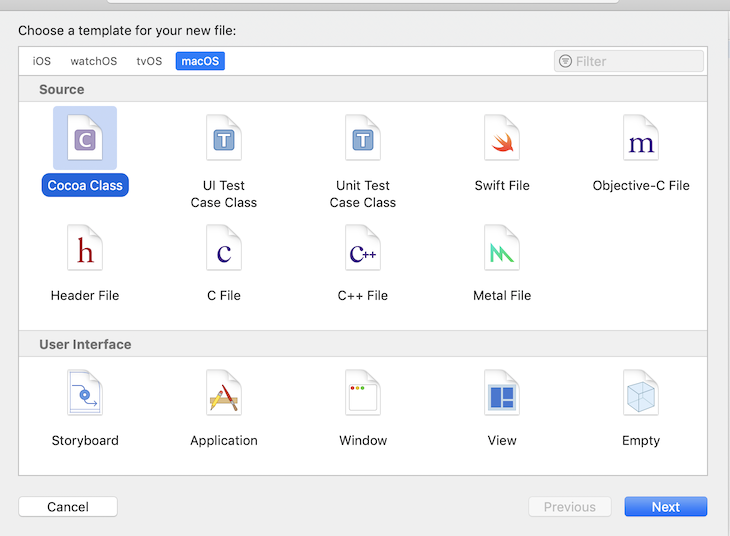 Choose a template for your new file:
iOS watchOS tvOS macOS Filter
Source
C T T m
Cocoa Class UI Test Case Class Unit Test Case Class Swift File Objective-C File
h c c++
Header File C File C++ File Metal File
User Interface
Storyboard Application Window View Empty
Cancel Previous Next